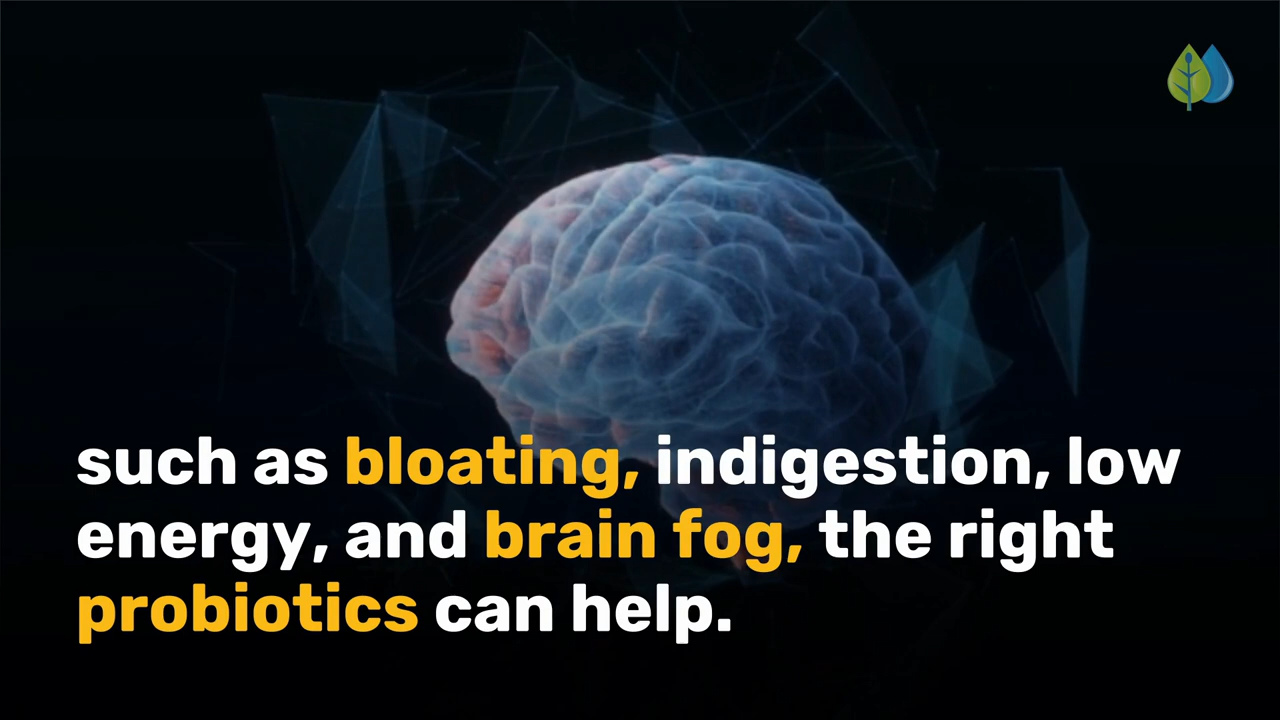 such as bloating, indigestion, low
energy, and brain fog, the right
probiotics can help.